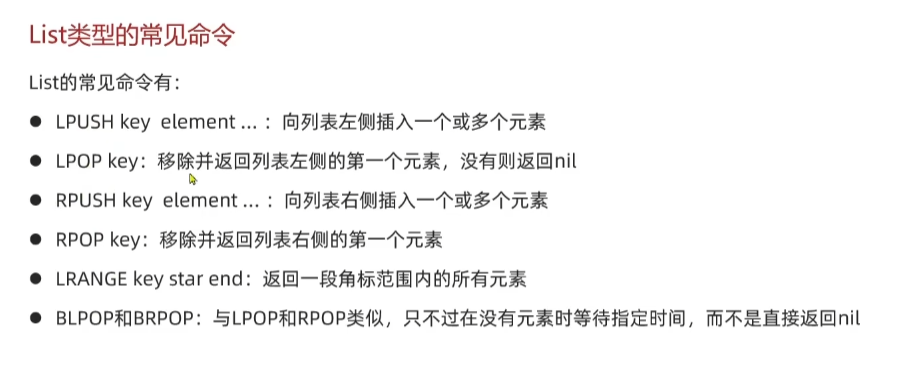 List类型的常见命令
List的常见命令有：
● LPUSH key element ... ：向列表左侧插入一个或多个元素
● LPOP key：移除并返回列表左侧的第一个元素，没有则返回nil
● RPUSH key element ... ：向列表右侧插入一个或多个元素
● RPOP key：移除并返回列表右侧的第一个元素
● LRANGE key star end：返回一段角标范围内的所有元素
● BLPOP和BRPOP：与LPOP和RPOP类似，只不过在没有元素时等待指定时间，而不是直接返回nil